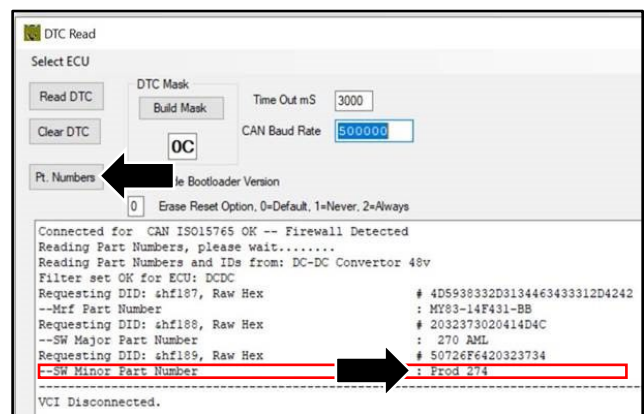 DTC Read
Select ECU
Read DTC
DTC Mask
Build Mask
Time Out mS 3000
Clear DTC
0C
CAN Baud Rate 500000
Pt. Numbers
Bootloader Version
0 Erase Reset Option, 0=Default, 1=Never, 2=Always
Connected for CAN ISO15765 OK -- Firewall Detected
Reading Part Numbers, please wait........
Reading Part Numbers and IDs from: DC-DC Convertor 48v
Filter set OK for ECU: DCDC
Requesting DID: &hf187, Raw Hex # 4D5938332D3134463433312D4242
--Mrf Part Number : MY83-14F431-BB
Requesting DID: &hf188, Raw Hex # 2032373020414D4C
--SW Major Part Number : 270 AML
Requesting DID: &hf189, Raw Hex # 50726F6420323734
--SW Minor Part Number : Prod 274
VCI Disconnected.